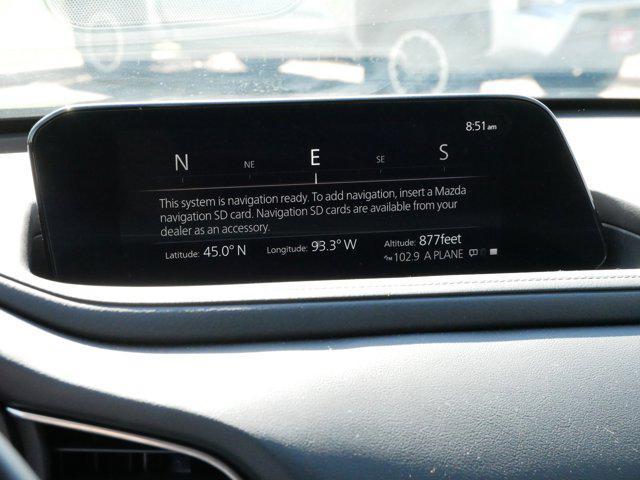 8:51am
N NE E SE S
This system is navigation ready. To add navigation, insert a Mazda
navigation SD card. Navigation SD cards are available from your
dealer as an accessory.
Latitude: 45.0° N Longitude: 93.3° W Altitude: 877feet
FM 102.9 A PLANE